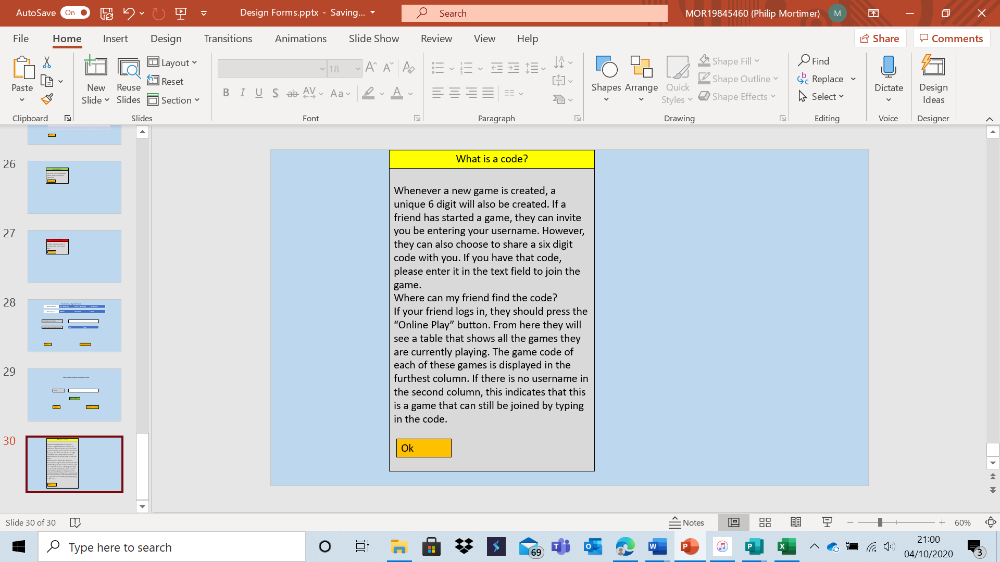 AutoSave On Design Forms.pptx - Saving... Search MOR19845460 (Philip Mortimer) M
File Home Insert Design Transitions Animations Slide Show Review View Help Share Comments
Paste New Slide Reuse Slides Layout Reset Section 18 B I U S ab AV Aa A Shapes Arrange Quick Styles Shape Fill Shape Outline Shape Effects Find Replace Select Dictate Design Ideas
Clipboard Slides Font Paragraph Drawing Editing Voice Designer
26
27
28
29
30
What is a code?
Whenever a new game is created, a
unique 6 digit will also be created. If a
friend has started a game, they can invite
you be entering your username. However,
they can also choose to share a six digit
code with you. If you have that code,
please enter it in the text field to join the
game.
Where can my friend find the code?
If your friend logs in, they should press the
“Online Play” button. From here they will
see a table that shows all the games they
are currently playing. The game code of
each of these games is displayed in the
furthest column. If there is no username in
the second column, this indicates that this
is a game that can still be joined by typing
in the code.
Ok
Slide 30 of 30 Notes 60%
Type here to search 69 21:00
04/10/2020 3